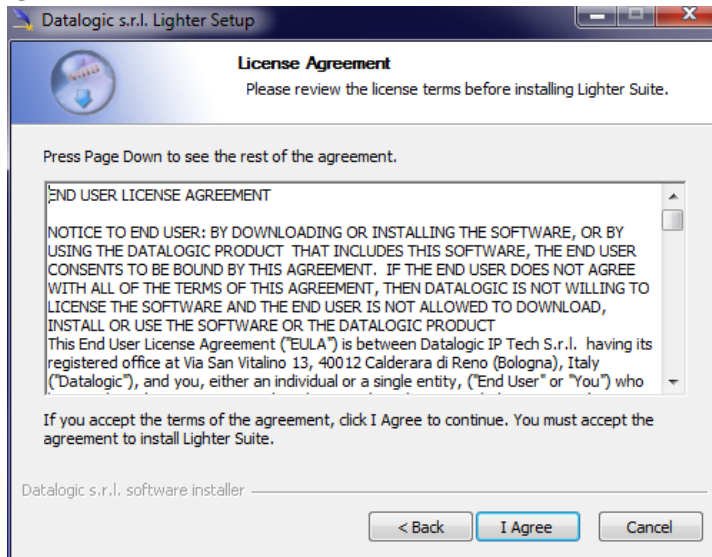 Datalogic s.r.l. Lighter Setup
License Agreement
Please review the license terms before installing Lighter Suite.
Press Page Down to see the rest of the agreement.
END USER LICENSE AGREEMENT
NOTICE TO END USER: BY DOWNLOADING OR INSTALLING THE SOFTWARE, OR BY
USING THE DATALOGIC PRODUCT THAT INCLUDES THIS SOFTWARE, THE END USER
CONSENTS TO BE BOUND BY THIS AGREEMENT. IF THE END USER DOES NOT AGREE
WITH ALL OF THE TERMS OF THIS AGREEMENT, THEN DATALOGIC IS NOT WILLING TO
LICENSE THE SOFTWARE AND THE END USER IS NOT ALLOWED TO DOWNLOAD,
INSTALL OR USE THE SOFTWARE OR THE DATALOGIC PRODUCT
This End User License Agreement ("EULA") is between Datalogic IP Tech S.r.l. having its
registered office at Via San Vitalino 13, 40012 Calderara di Reno (Bologna), Italy
("Datalogic"), and you, either an individual or a single entity, ("End User" or "You") who
If you accept the terms of the agreement, click I Agree to continue. You must accept the
agreement to install Lighter Suite.
Datalogic s.r.l. software installer
< Back I Agree Cancel